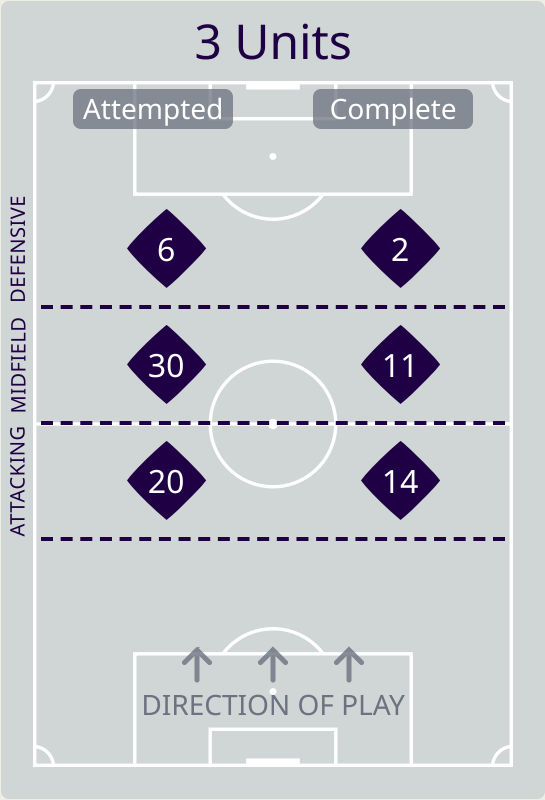 3 Units
Attempted Complete
DEFENSIVE
6 2
MIDFIELD
30 11
ATTACKING
20 14
DIRECTION OF PLAY